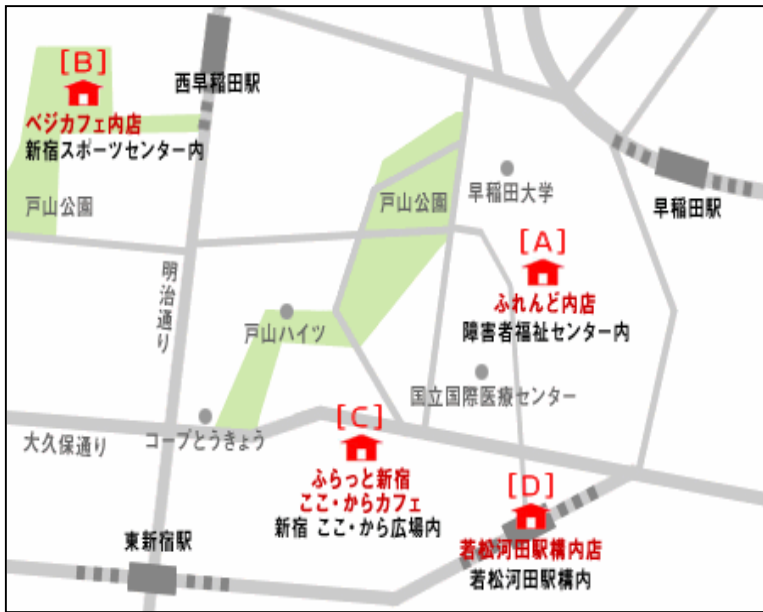 [B]
ベジカフェ内店
新宿スポーツセンター内
西早稲田駅
戸山公園
戸山公園
早稲田大学
早稲田駅
[A]
ふれんど内店
障害者福祉センター内
明治通り
戸山ハイツ
国立国際医療センター
大久保通り
コープとうきょう
[C]
ふらっと新宿
ここ・からカフェ
新宿 ここ・から広場内
[D]
若松河田駅構内店
若松河田駅構内
東新宿駅